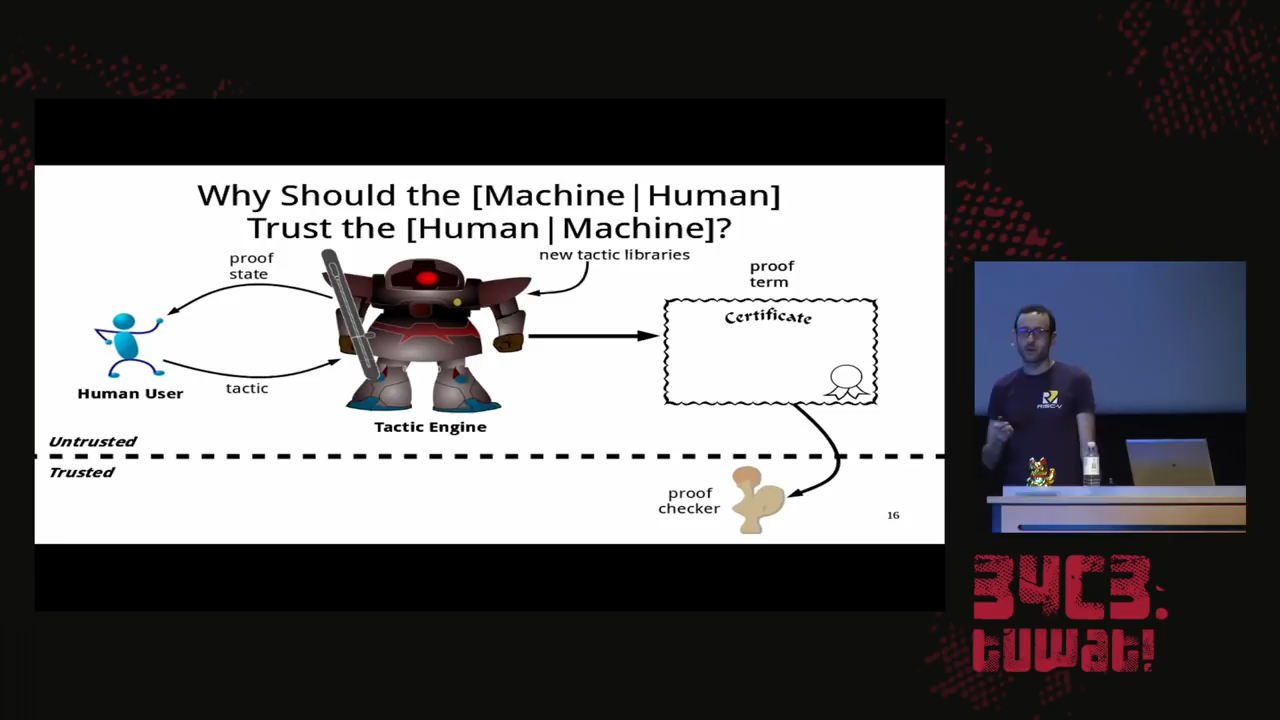 Why Should the [Machine|Human]
Trust the [Human|Machine]?
proof
state
new tactic libraries
proof
term
Certificate
tactic
Human User
Tactic Engine
Untrusted
Trusted
proof
checker
16
RISC-V
34C3.
tuwat!